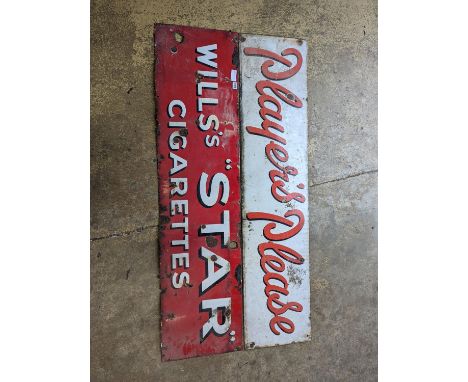 WILLS's
"STAR"
CIGARETTES
Player's Please